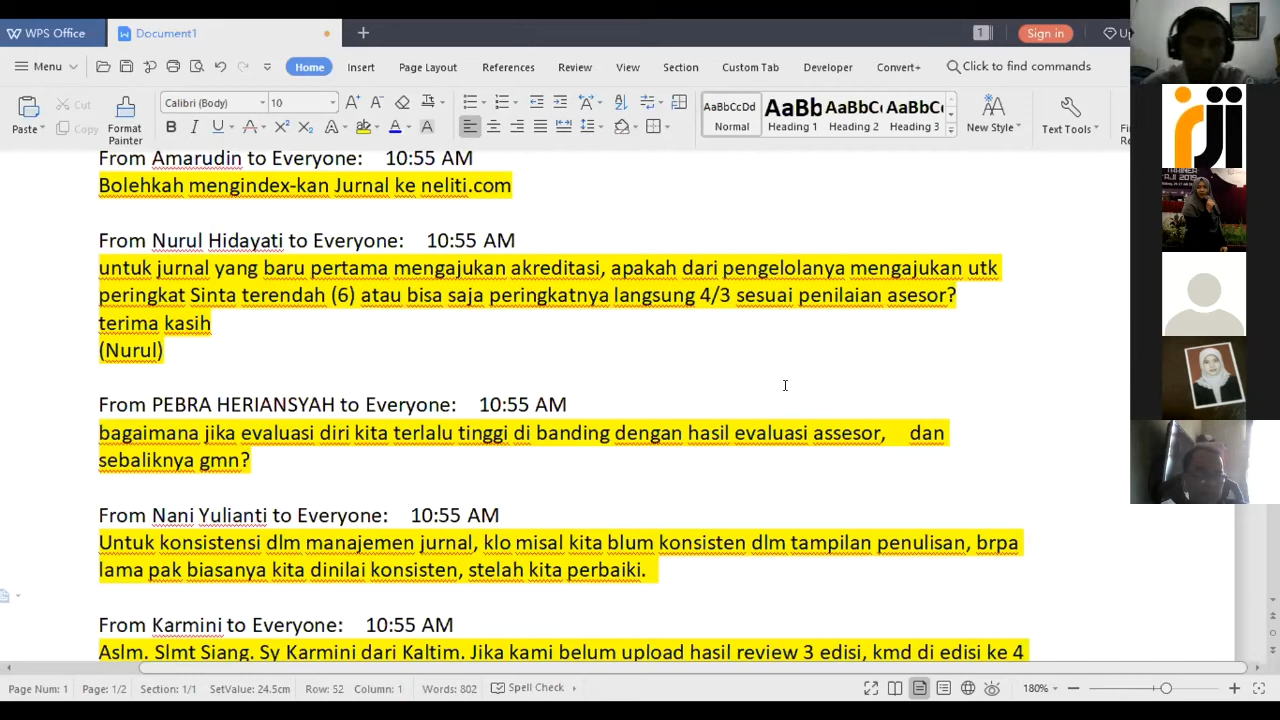 WPS Office
Document1
1
Sign in
Menu
Home
Insert
Page Layout
References
Review
View
Section
Custom Tab
Developer
Convert+
Click to find commands
Paste
Cut
Copy
Format
Painter
Calibri (Body)
10
AaBbCcDd
Normal
AaBb
Heading 1
AaBbC
Heading 2
AaBbC
Heading 3
New Style
Text Tools
From Amarudin to Everyone: 10:55 AM
Bolehkah mengindex-kan Jurnal ke neliti.com
From Nurul Hidayati to Everyone: 10:55 AM
untuk jurnal yang baru pertama mengajukan akreditasi, apakah dari pengelolanya mengajukan utk
peringkat Sinta terendah (6) atau bisa saja peringkatnya langsung 4/3 sesuai penilaian asesor?
terima kasih
(Nurul)
From PEBRA HERIANSYAH to Everyone: 10:55 AM
bagaimana jika evaluasi diri kita terlalu tinggi di banding dengan hasil evaluasi assesor, dan
sebaliknya gmn?
From Nani Yulianti to Everyone: 10:55 AM
Untuk konsistensi dlm manajemen jurnal, klo misal kita blum konsisten dlm tampilan penulisan, brpa
lama pak biasanya kita dinilai konsisten, stelah kita perbaiki.
From Karmini to Everyone: 10:55 AM
Aslm. Slmt Siang. Sy Karmini dari Kaltim. Jika kami belum upload hasil review 3 edisi, kmd di edisi ke 4
Page Num: 1
Page: 1/2
Section: 1/1
SetValue: 24.5cm
Row: 52
Column: 1
Words: 802
Spell Check
180%
rji